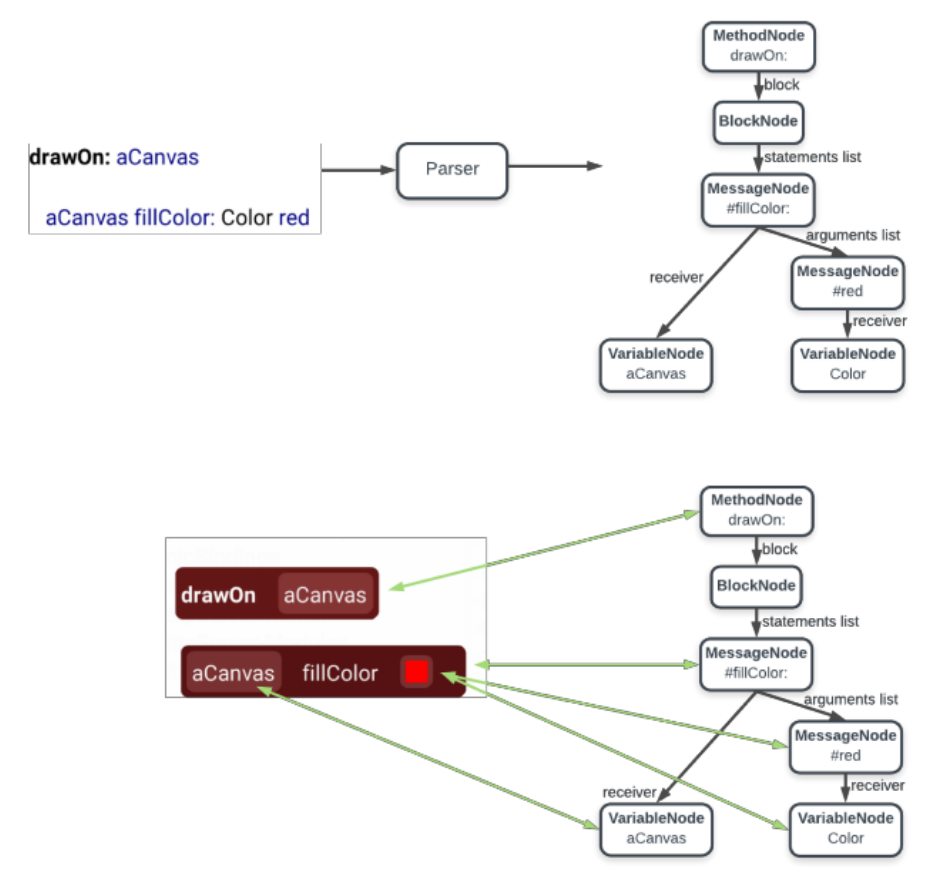 MethodNode
drawOn:
block
BlockNode
drawOn: aCanvas
statements list
Parser
aCanvas fillColor: Color red
MessageNode
#fillColor:
arguments list
receiver
MessageNode
#red
receiver
VariableNode
aCanvas
VariableNode
Color
MethodNode
drawOn:
block
drawOn aCanvas
BlockNode
statements list
aCanvas fillColor
MessageNode
#fillColor:
arguments list
MessageNode
#red
receiver
receiver
VariableNode
aCanvas
VariableNode
Color